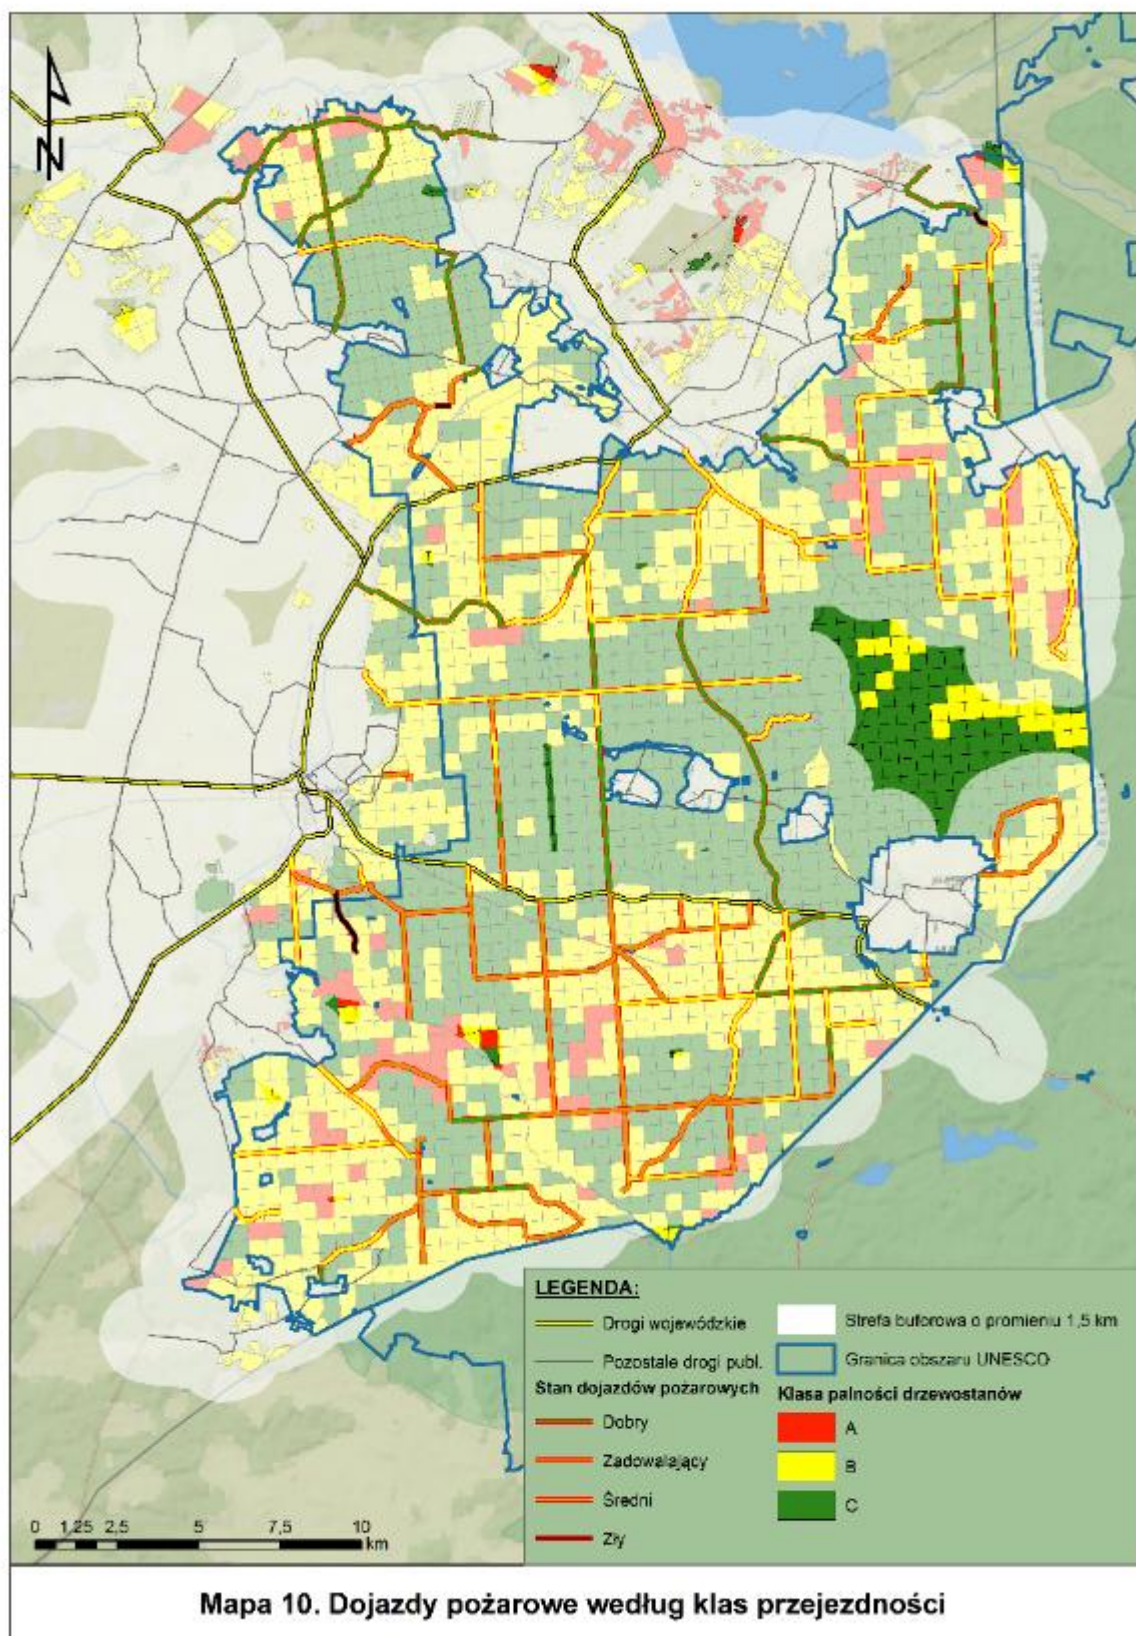 N
LEGENDA:
Drogi wojewódzkie
Pozostałe drogi publ.
Stan dojazdów pożarowych
Dobry
Zadowalający
Średni
Zły
Strefa buforowa o promieniu 1,5 km
Granica obszaru UNESCO
Klasa palności drzewostanów
A
B
C
0 1,25 2,5 5 7,5 10
km
Mapa 10. Dojazdy pożarowe według klas przejezdności